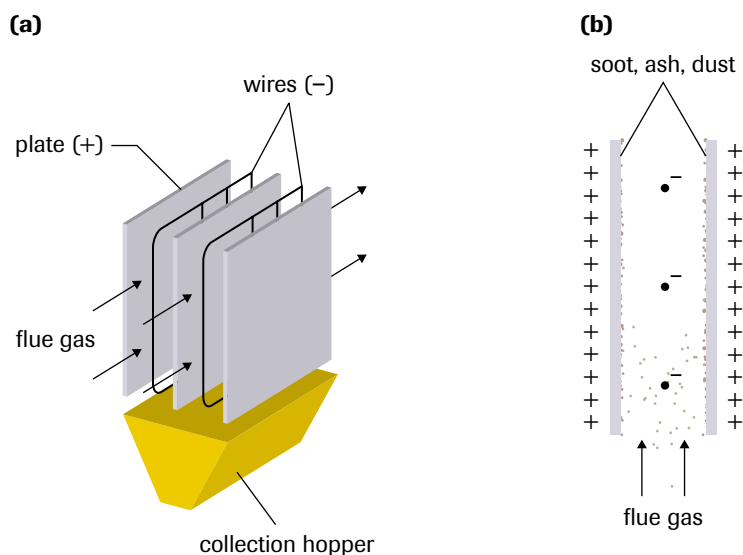 (a)
wires (–)
plate (+)
flue gas
collection hopper
(b)
soot, ash, dust
+ +
+ – +
+ +
+ +
+ +
+ +
+ – +
+ +
+ +
+ +
+ – +
+ +
+ +
flue gas